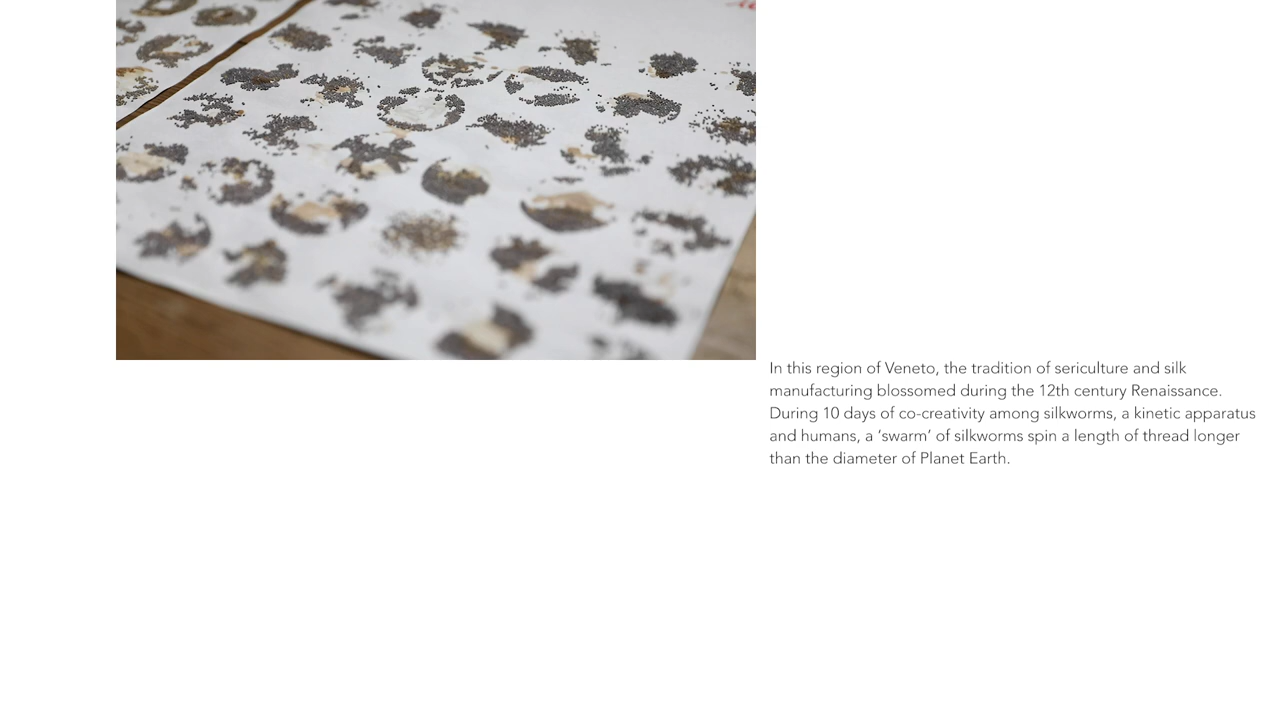 In this region of Veneto, the tradition of sericulture and silk
manufacturing blossomed during the 12th century Renaissance.
During 10 days of co-creativity among silkworms, a kinetic apparatus
and humans, a ‘swarm’ of silkworms spin a length of thread longer
than the diameter of Planet Earth.